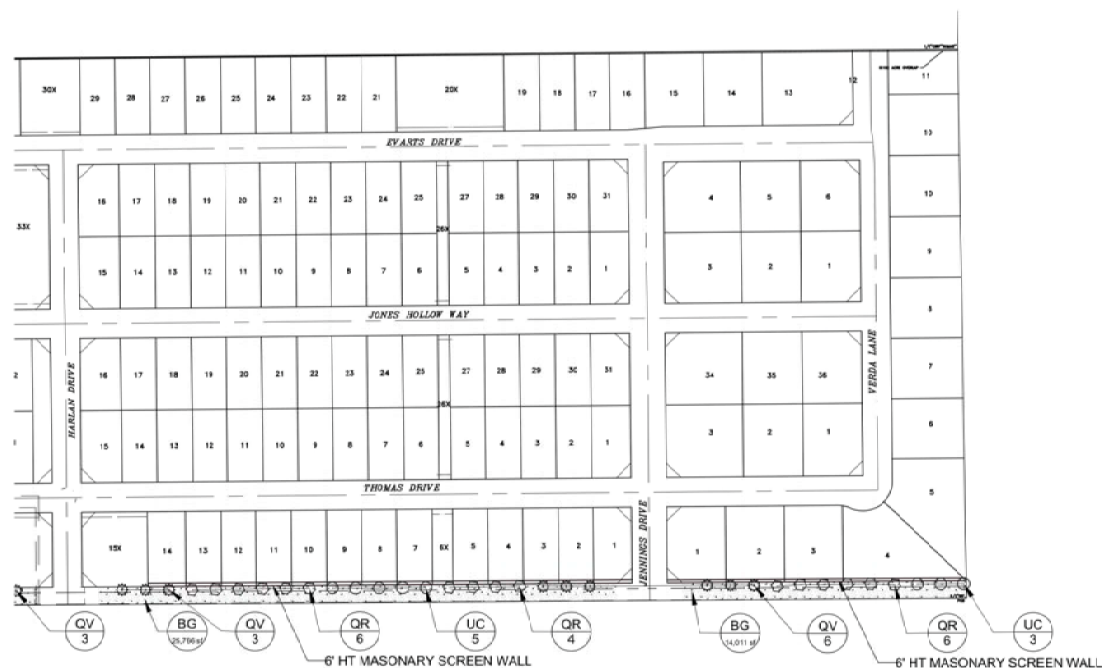 30X 29 28 27 26 25 24 23 22 21 20X 19 18 17 16 15 14 13 12 11
EVARTS DRIVE
10
33X 16 17 18 19 20 21 22 23 24 25 27 28 29 30 31 4 5 6 10
26X
15 14 13 12 11 10 9 8 7 6 5 4 3 2 1 3 2 1 9
JONES HOLLOW WAY
8
2 16 17 18 19 20 21 22 23 24 25 27 28 29 30 31 34 35 36 7
HARLAN DRIVE
VERDA LANE
26X
15 14 13 12 11 10 9 8 7 6 5 4 3 2 1 3 2 1 6
THOMAS DRIVE
5
15X 14 13 12 11 10 9 8 7 6X 5 4 3 2 1 1 2 3 4
JENNINGS DRIVE
QV
3
BG
QV
3
QR
6
UC
5
QR
4
BG
14,011 sf
QV
6
QR
6
UC
3
6' HT MASONARY SCREEN WALL
6' HT MASONARY SCREEN WALL